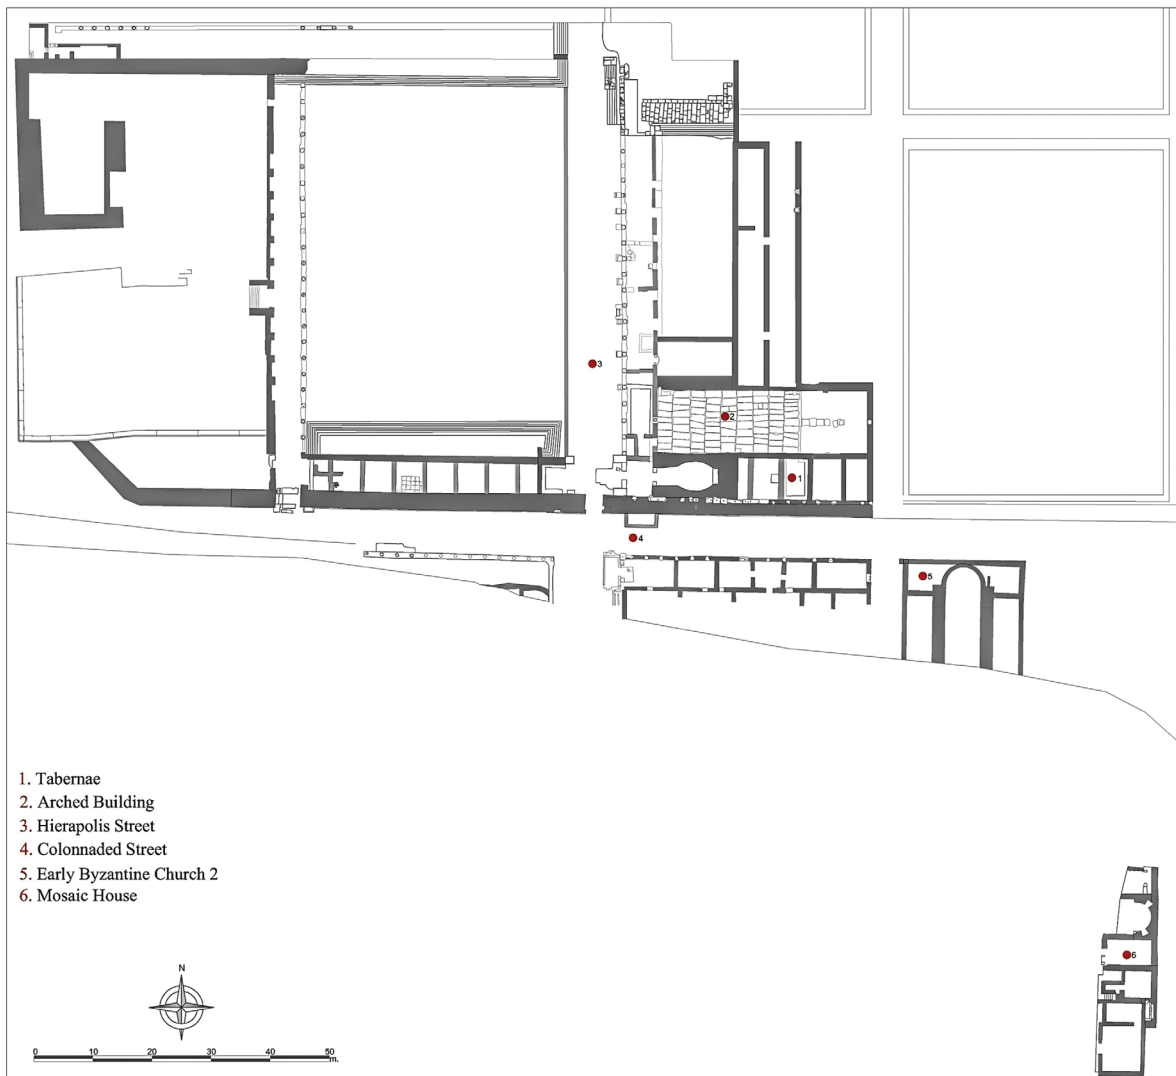 3
2
1
4
5
1. Tabernae
2. Arched Building
3. Hierapolis Street
4. Colonnaded Street
5. Early Byzantine Church 2
6. Mosaic House
6
N
0 10 20 30 40 50 m.